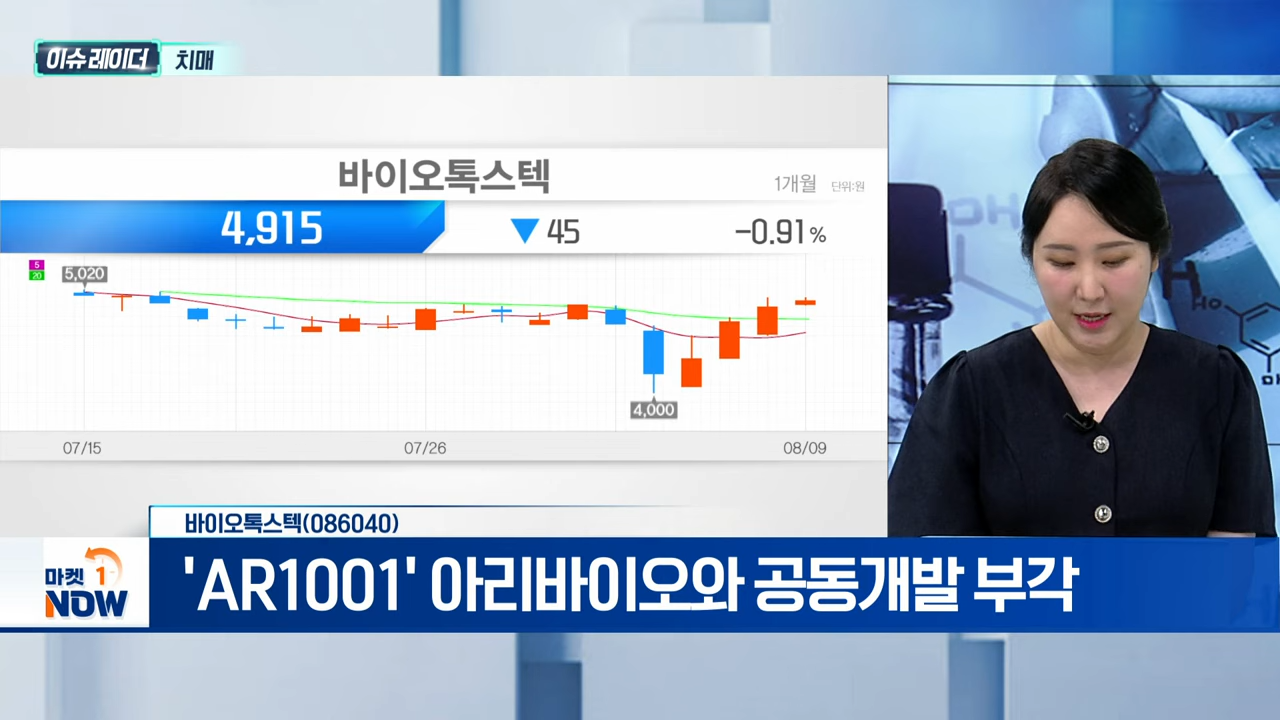 이슈 레이더 치매
바이오톡스텍
1개월 단위:원
4,915 ▼ 45 -0.91%
5
20
5,020
4,000
07/15 07/26 08/09
바이오톡스텍(086040)
마켓 1 NOW
'AR1001' 아리바이오와 공동개발 부각
OH
H
HO